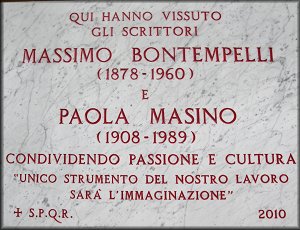 QUI HANNO VISSUTO
GLI SCRITTORI
MASSIMO BONTEMPELLI
(1878-1960)
E
PAOLA MASINO
(1908-1989)
CONDIVIDENDO PASSIONE E CULTURA
"UNICO STRUMENTO DEL NOSTRO LAVORO
SARÀ L'IMMAGINAZIONE"
+ S.P.Q.R. 2010